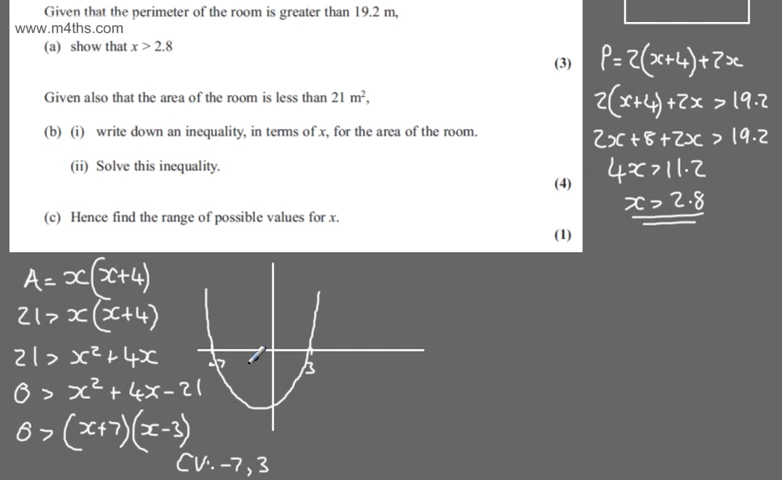 Given that the perimeter of the room is greater than 19.2 m,
www.m4ths.com
(a) show that x > 2.8
(3)
Given also that the area of the room is less than 21 m²,
(b) (i) write down an inequality, in terms of x, for the area of the room.
(ii) Solve this inequality.
(4)
(c) Hence find the range of possible values for x.
(1)
P=2(x+4)+2x
2(x+4)+2x > 19.2
2x+8+2x > 19.2
4x > 11.2
x > 2.8
A = x(x+4)
21 > x(x+4)
21 > x²+4x
0 > x²+4x-21
0 > (x+7)(x-3)
CV: -7, 3
-7
3